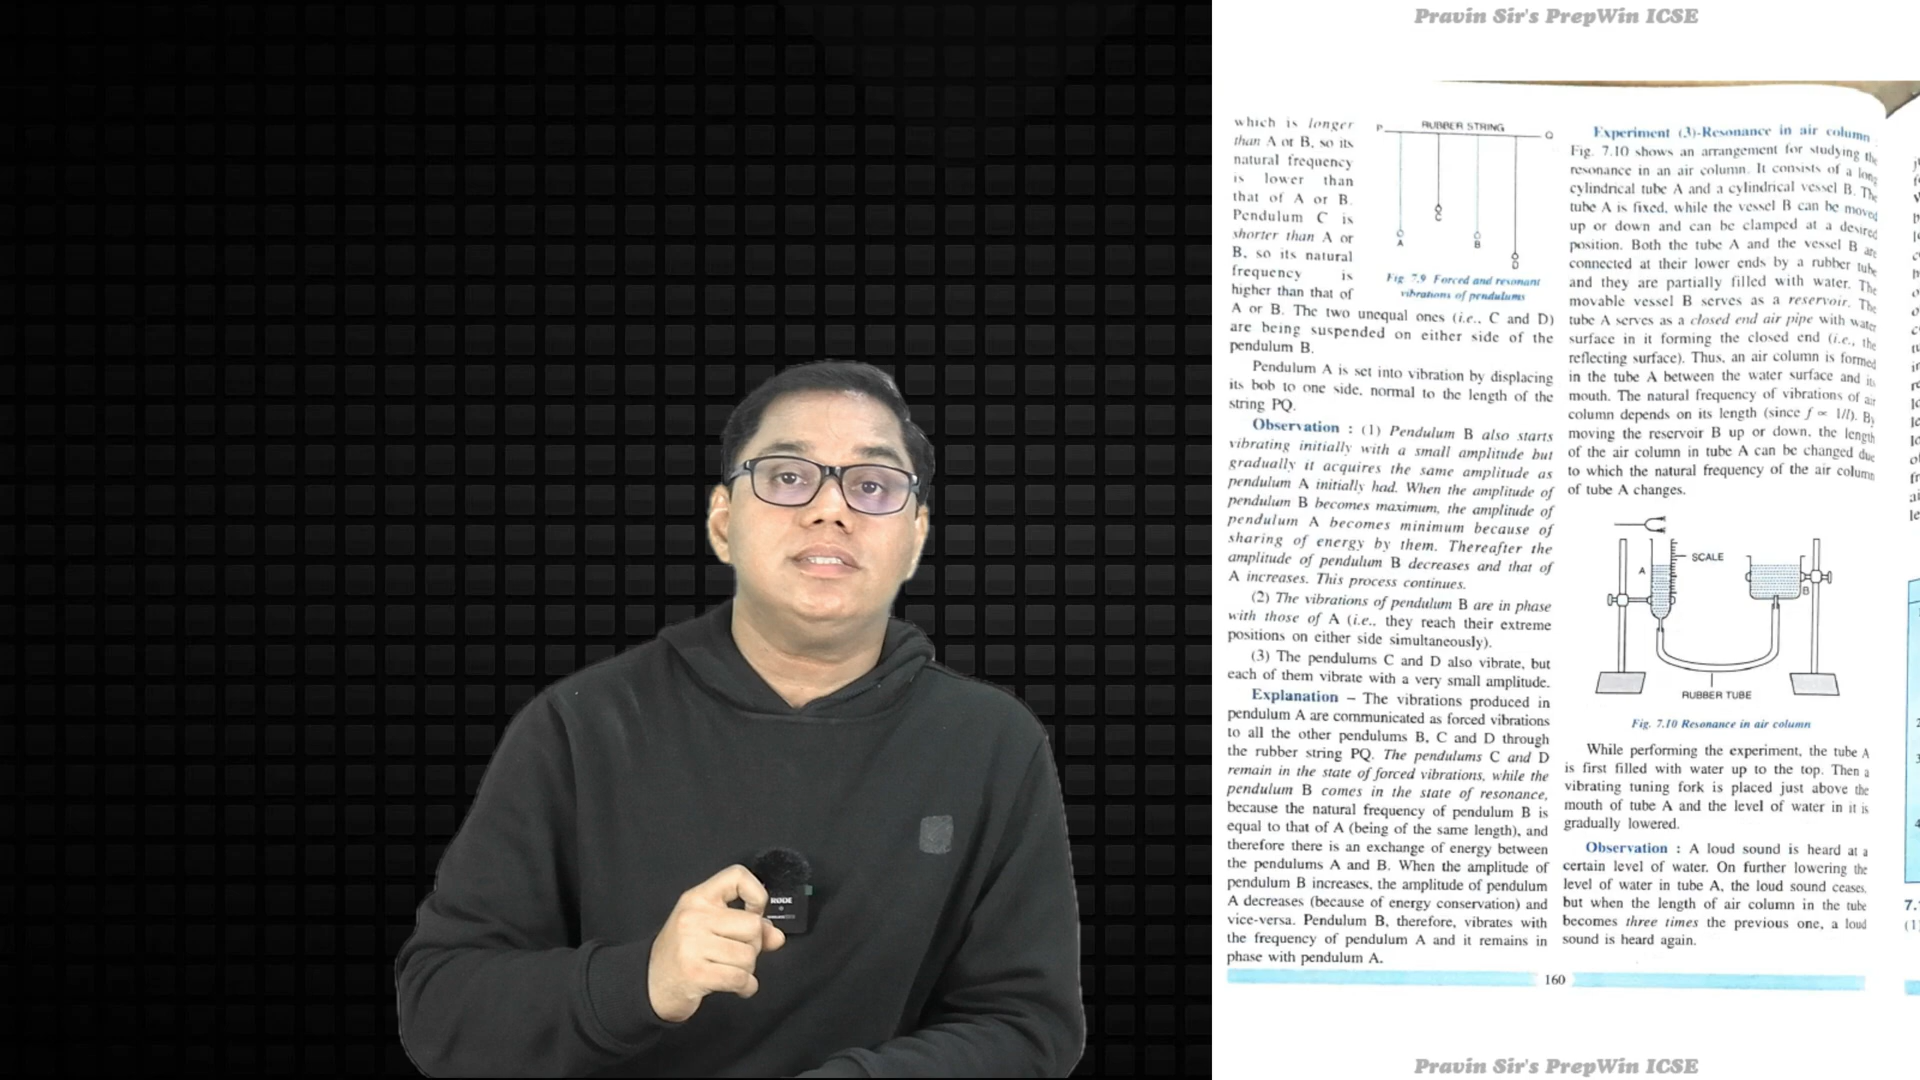 Pravin Sir's PrepWin ICSE
which is longer
than A or B, so its
natural frequency
is lower than
that of A or B.
Pendulum C is
shorter than A or
B, so its natural
frequency is
higher than that of
P RUBBER STRING Q
A
C
B
D
Fig 7.9 Forced and resonant
vibrations of pendulums
A or B. The two unequal ones (i.e., C and D)
are being suspended on either side of the
pendulum B.
Pendulum A is set into vibration by displacing
its bob to one side, normal to the length of the
string PQ.
Observation : (1) Pendulum B also starts
vibrating initially with a small amplitude but
gradually it acquires the same amplitude as
pendulum A initially had. When the amplitude of
pendulum B becomes maximum, the amplitude of
pendulum A becomes minimum because of
sharing of energy by them. Thereafter the
amplitude of pendulum B decreases and that of
A increases. This process continues.
(2) The vibrations of pendulum B are in phase
with those of A (i.e., they reach their extreme
positions on either side simultaneously).
(3) The pendulums C and D also vibrate, but
each of them vibrate with a very small amplitude.
Explanation – The vibrations produced in
pendulum A are communicated as forced vibrations
to all the other pendulums B, C and D through
the rubber string PQ. The pendulums C and D
remain in the state of forced vibrations, while the
pendulum B comes in the state of resonance,
because the natural frequency of pendulum B is
equal to that of A (being of the same length), and
therefore there is an exchange of energy between
the pendulums A and B. When the amplitude of
pendulum B increases, the amplitude of pendulum
A decreases (because of energy conservation) and
vice-versa. Pendulum B, therefore, vibrates with
the frequency of pendulum A and it remains in
phase with pendulum A.
Experiment (3)-Resonance in air column :
Fig. 7.10 shows an arrangement for studying the
resonance in an air column. It consists of a long
cylindrical tube A and a cylindrical vessel B. The
tube A is fixed, while the vessel B can be moved
up or down and can be clamped at a desired
position. Both the tube A and the vessel B are
connected at their lower ends by a rubber tube
and they are partially filled with water. The
movable vessel B serves as a reservoir. The
tube A serves as a closed end air pipe with water
surface in it forming the closed end (i.e., the
reflecting surface). Thus, an air column is formed
in the tube A between the water surface and its
mouth. The natural frequency of vibrations of air
column depends on its length (since f ∝ 1/l). By
moving the reservoir B up or down, the length
of the air column in tube A can be changed due
to which the natural frequency of the air column
of tube A changes.
SCALE
A
B
RUBBER TUBE
Fig. 7.10 Resonance in air column
While performing the experiment, the tube A
is first filled with water up to the top. Then a
vibrating tuning fork is placed just above the
mouth of tube A and the level of water in it is
gradually lowered.
Observation : A loud sound is heard at a
certain level of water. On further lowering the
level of water in tube A, the loud sound ceases,
but when the length of air column in the tube
becomes three times the previous one, a loud
sound is heard again.
160
RØDE
Pravin Sir's PrepWin ICSE